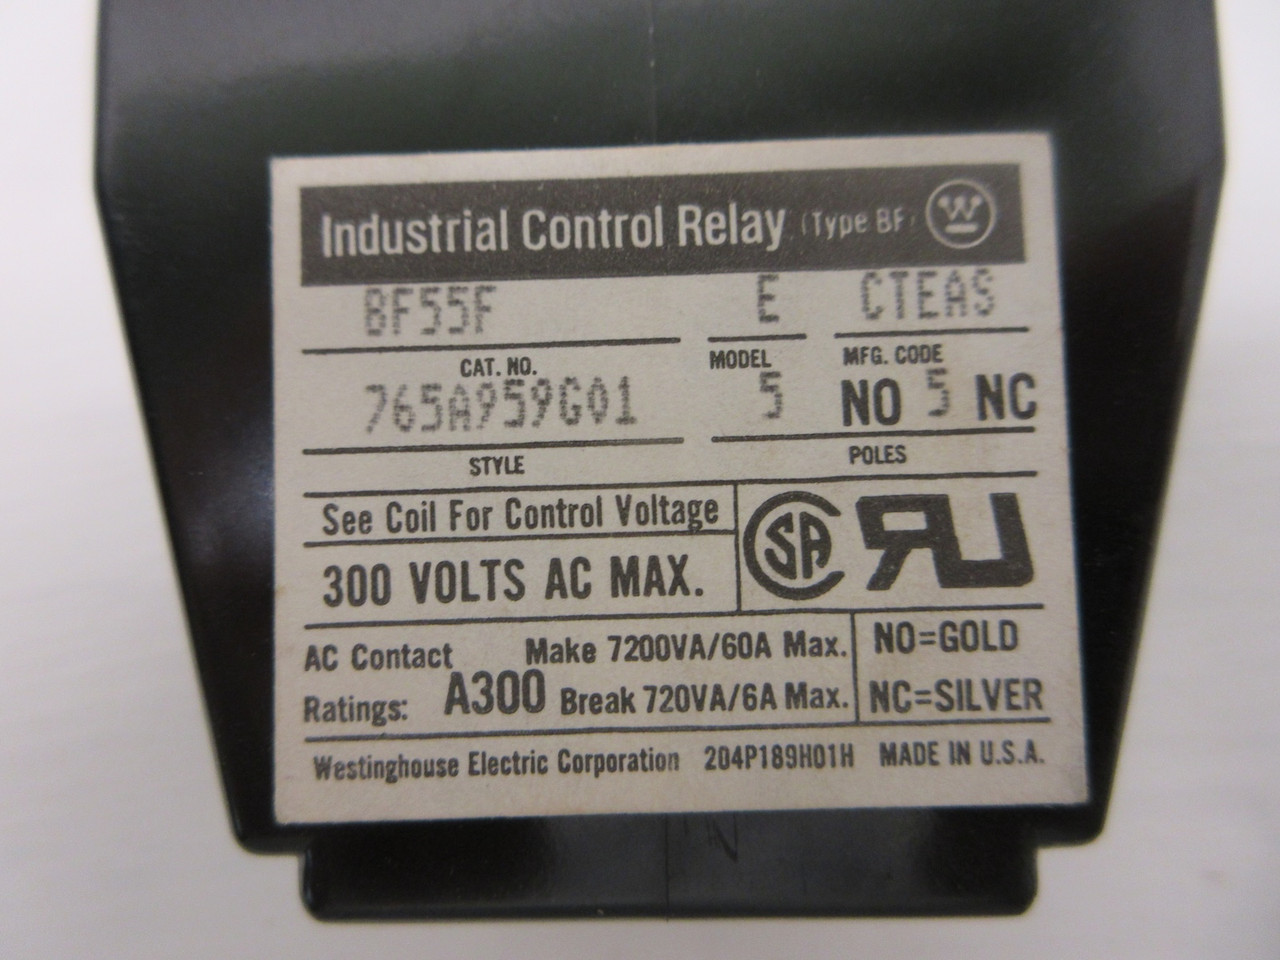 Industrial Control Relay (Type BF) W
BF55F E CTEAS
CAT. NO. MODEL MFG. CODE
765A959G01 5 NO 5 NC
STYLE POLES
See Coil For Control Voltage
300 VOLTS AC MAX.
SA RU
AC Contact Make 7200VA/60A Max. NO=GOLD
Ratings: A300 Break 720VA/6A Max. NC=SILVER
Westinghouse Electric Corporation 204P189H01H MADE IN U.S.A.